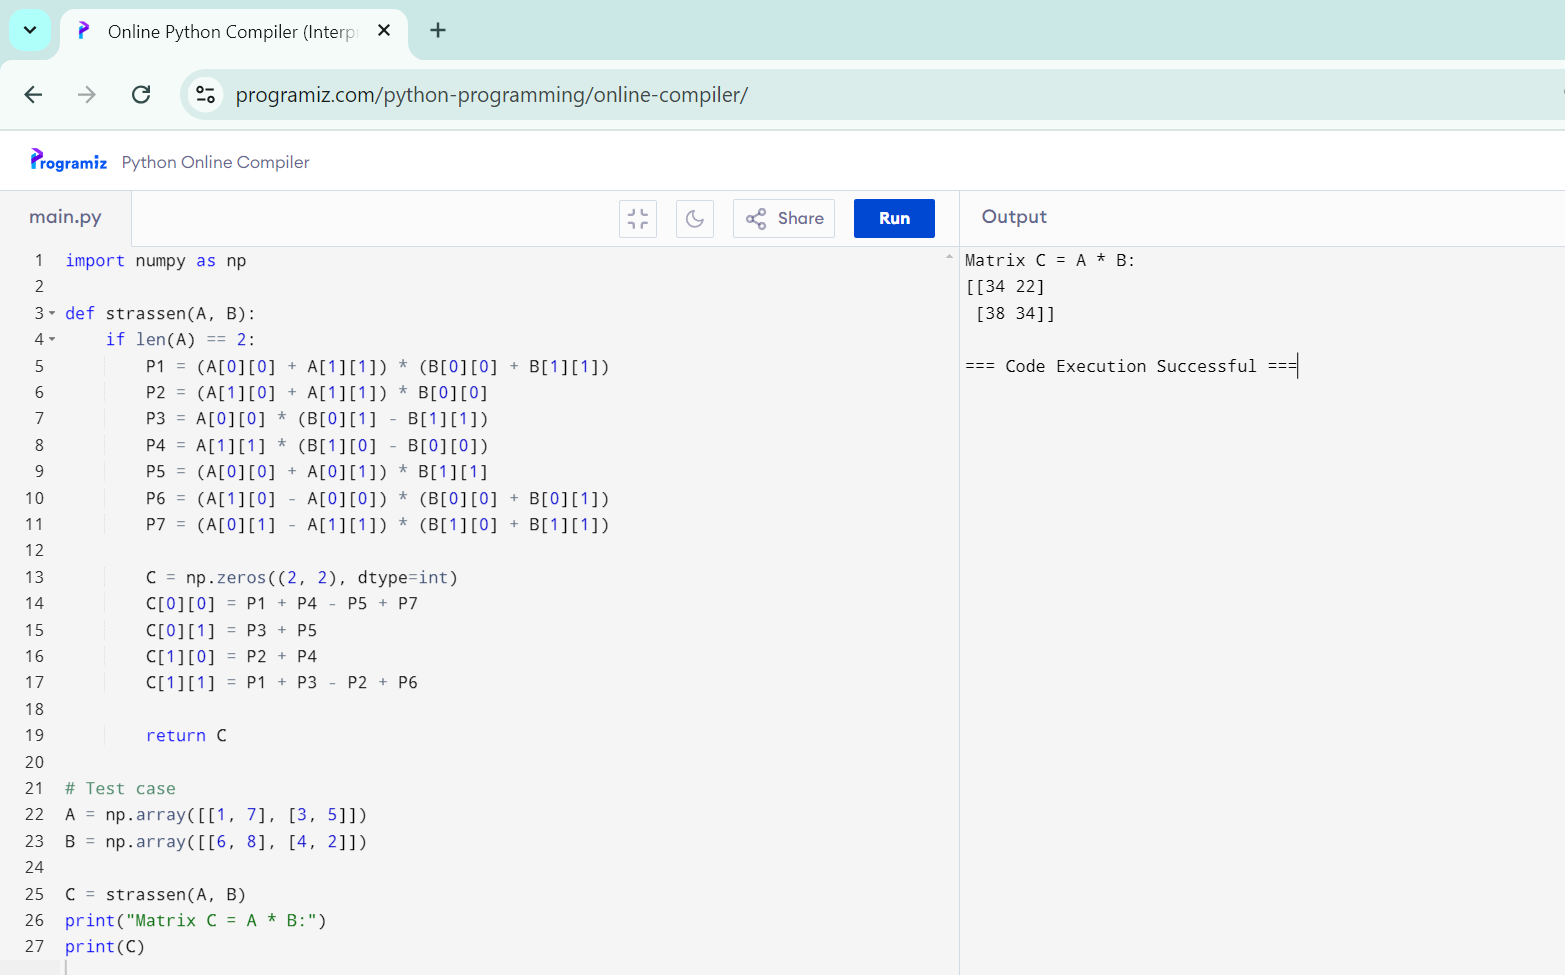 Online Python Compiler (Interp
programiz.com/python-programming/online-compiler/
Programiz Python Online Compiler
main.py
Share
Run
Output
1 import numpy as np
2
3 def strassen(A, B):
4     if len(A) == 2:
5         P1 = (A[0][0] + A[1][1]) * (B[0][0] + B[1][1])
6         P2 = (A[1][0] + A[1][1]) * B[0][0]
7         P3 = A[0][0] * (B[0][1] - B[1][1])
8         P4 = A[1][1] * (B[1][0] - B[0][0])
9         P5 = (A[0][0] + A[0][1]) * B[1][1]
10         P6 = (A[1][0] - A[0][0]) * (B[0][0] + B[0][1])
11         P7 = (A[0][1] - A[1][1]) * (B[1][0] + B[1][1])
12
13         C = np.zeros((2, 2), dtype=int)
14         C[0][0] = P1 + P4 - P5 + P7
15         C[0][1] = P3 + P5
16         C[1][0] = P2 + P4
17         C[1][1] = P1 + P3 - P2 + P6
18
19         return C
20
21 # Test case
22 A = np.array([[1, 7], [3, 5]])
23 B = np.array([[6, 8], [4, 2]])
24
25 C = strassen(A, B)
26 print("Matrix C = A * B:")
27 print(C)
Matrix C = A * B:
[[34 22]
 [38 34]]
=== Code Execution Successful ===